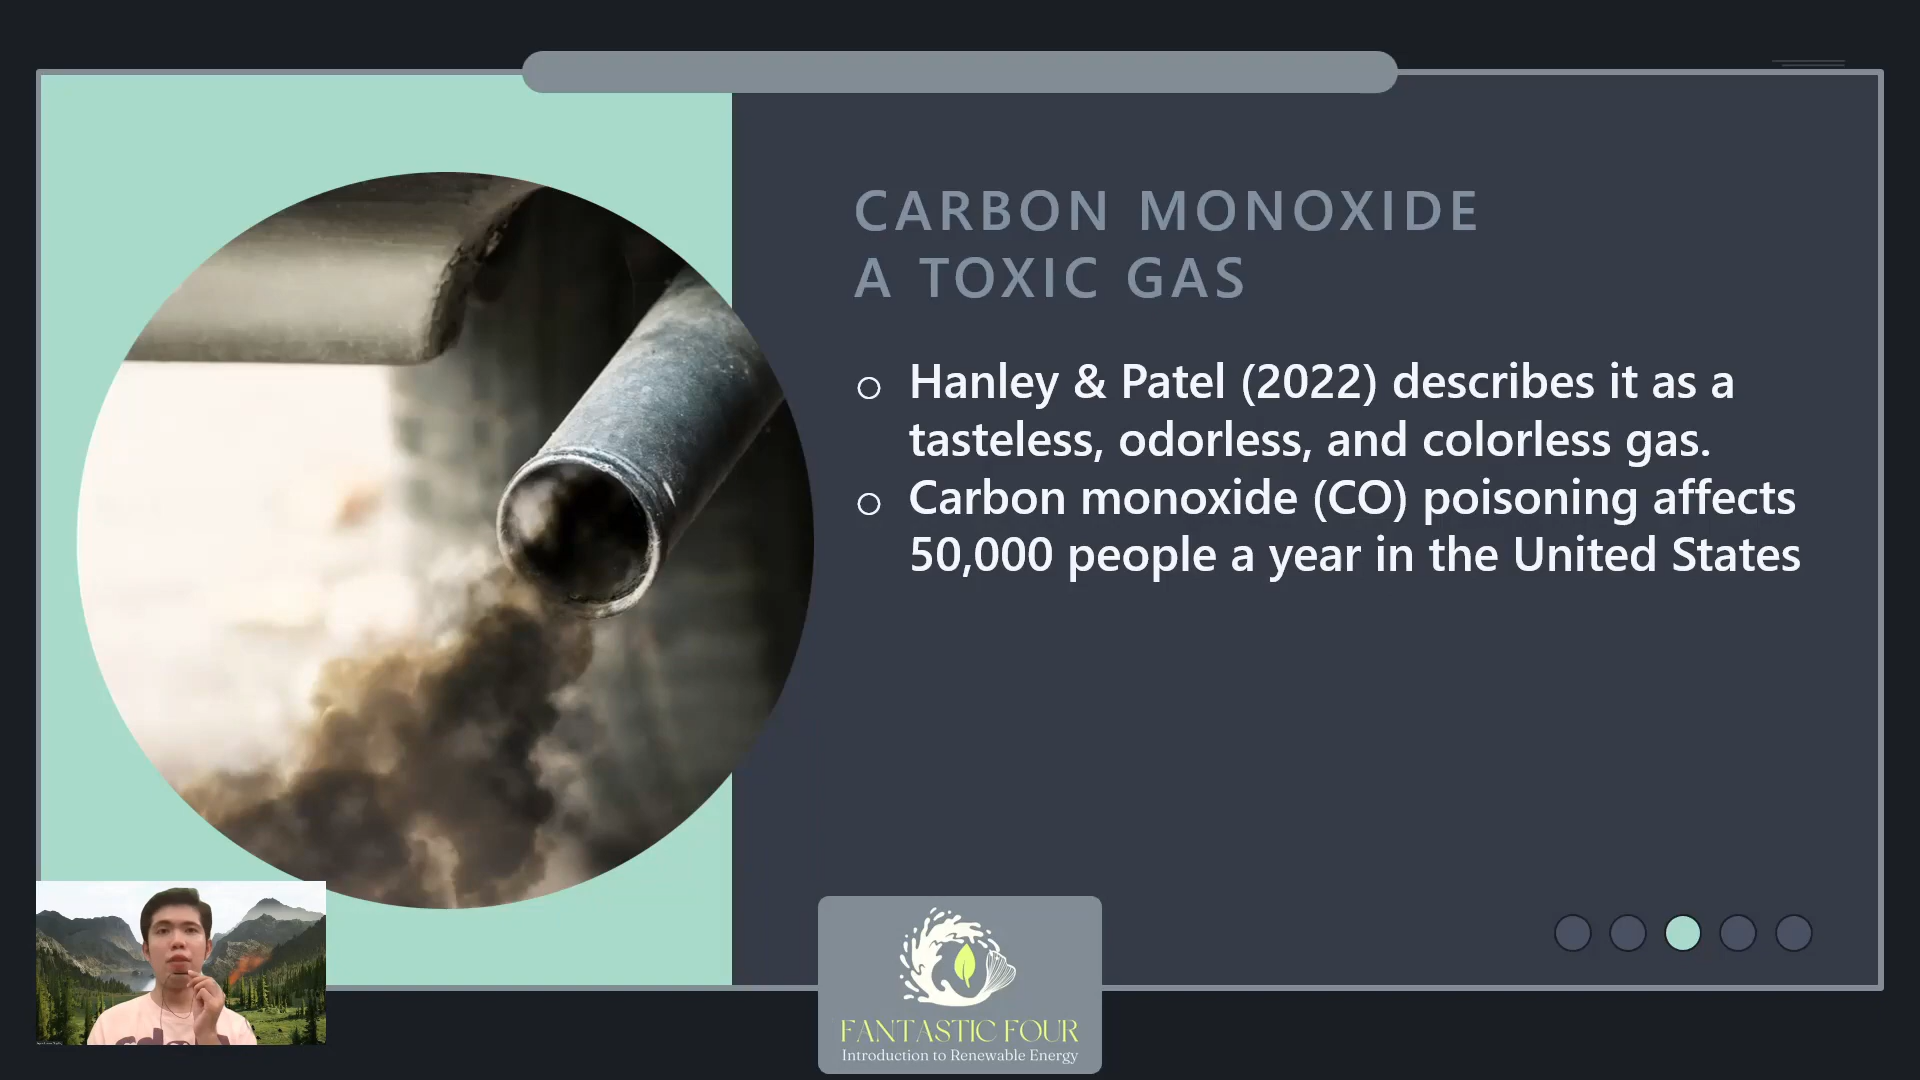 CARBON MONOXIDE
A TOXIC GAS
Hanley & Patel (2022) describes it as a
tasteless, odorless, and colorless gas.
Carbon monoxide (CO) poisoning affects
50,000 people a year in the United States
FANTASTIC FOUR
Introduction to Renewable Energy